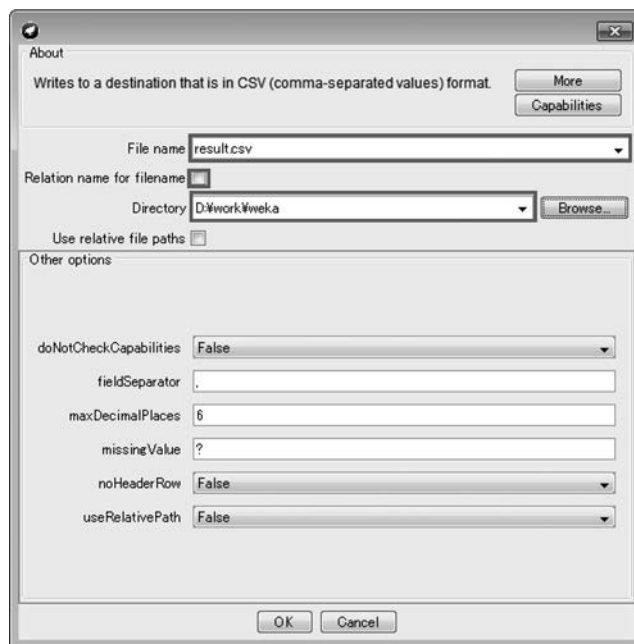 About
Writes to a destination that is in CSV (comma-separated values) format.
More
Capabilities
File name result.csv
Relation name for filename
Directory D:¥work¥weka
Browse...
Use relative file paths
Other options
doNotCheckCapabilities False
fieldSeparator ,
maxDecimalPlaces 6
missingValue ?
noHeaderRow False
useRelativePath False
OK Cancel